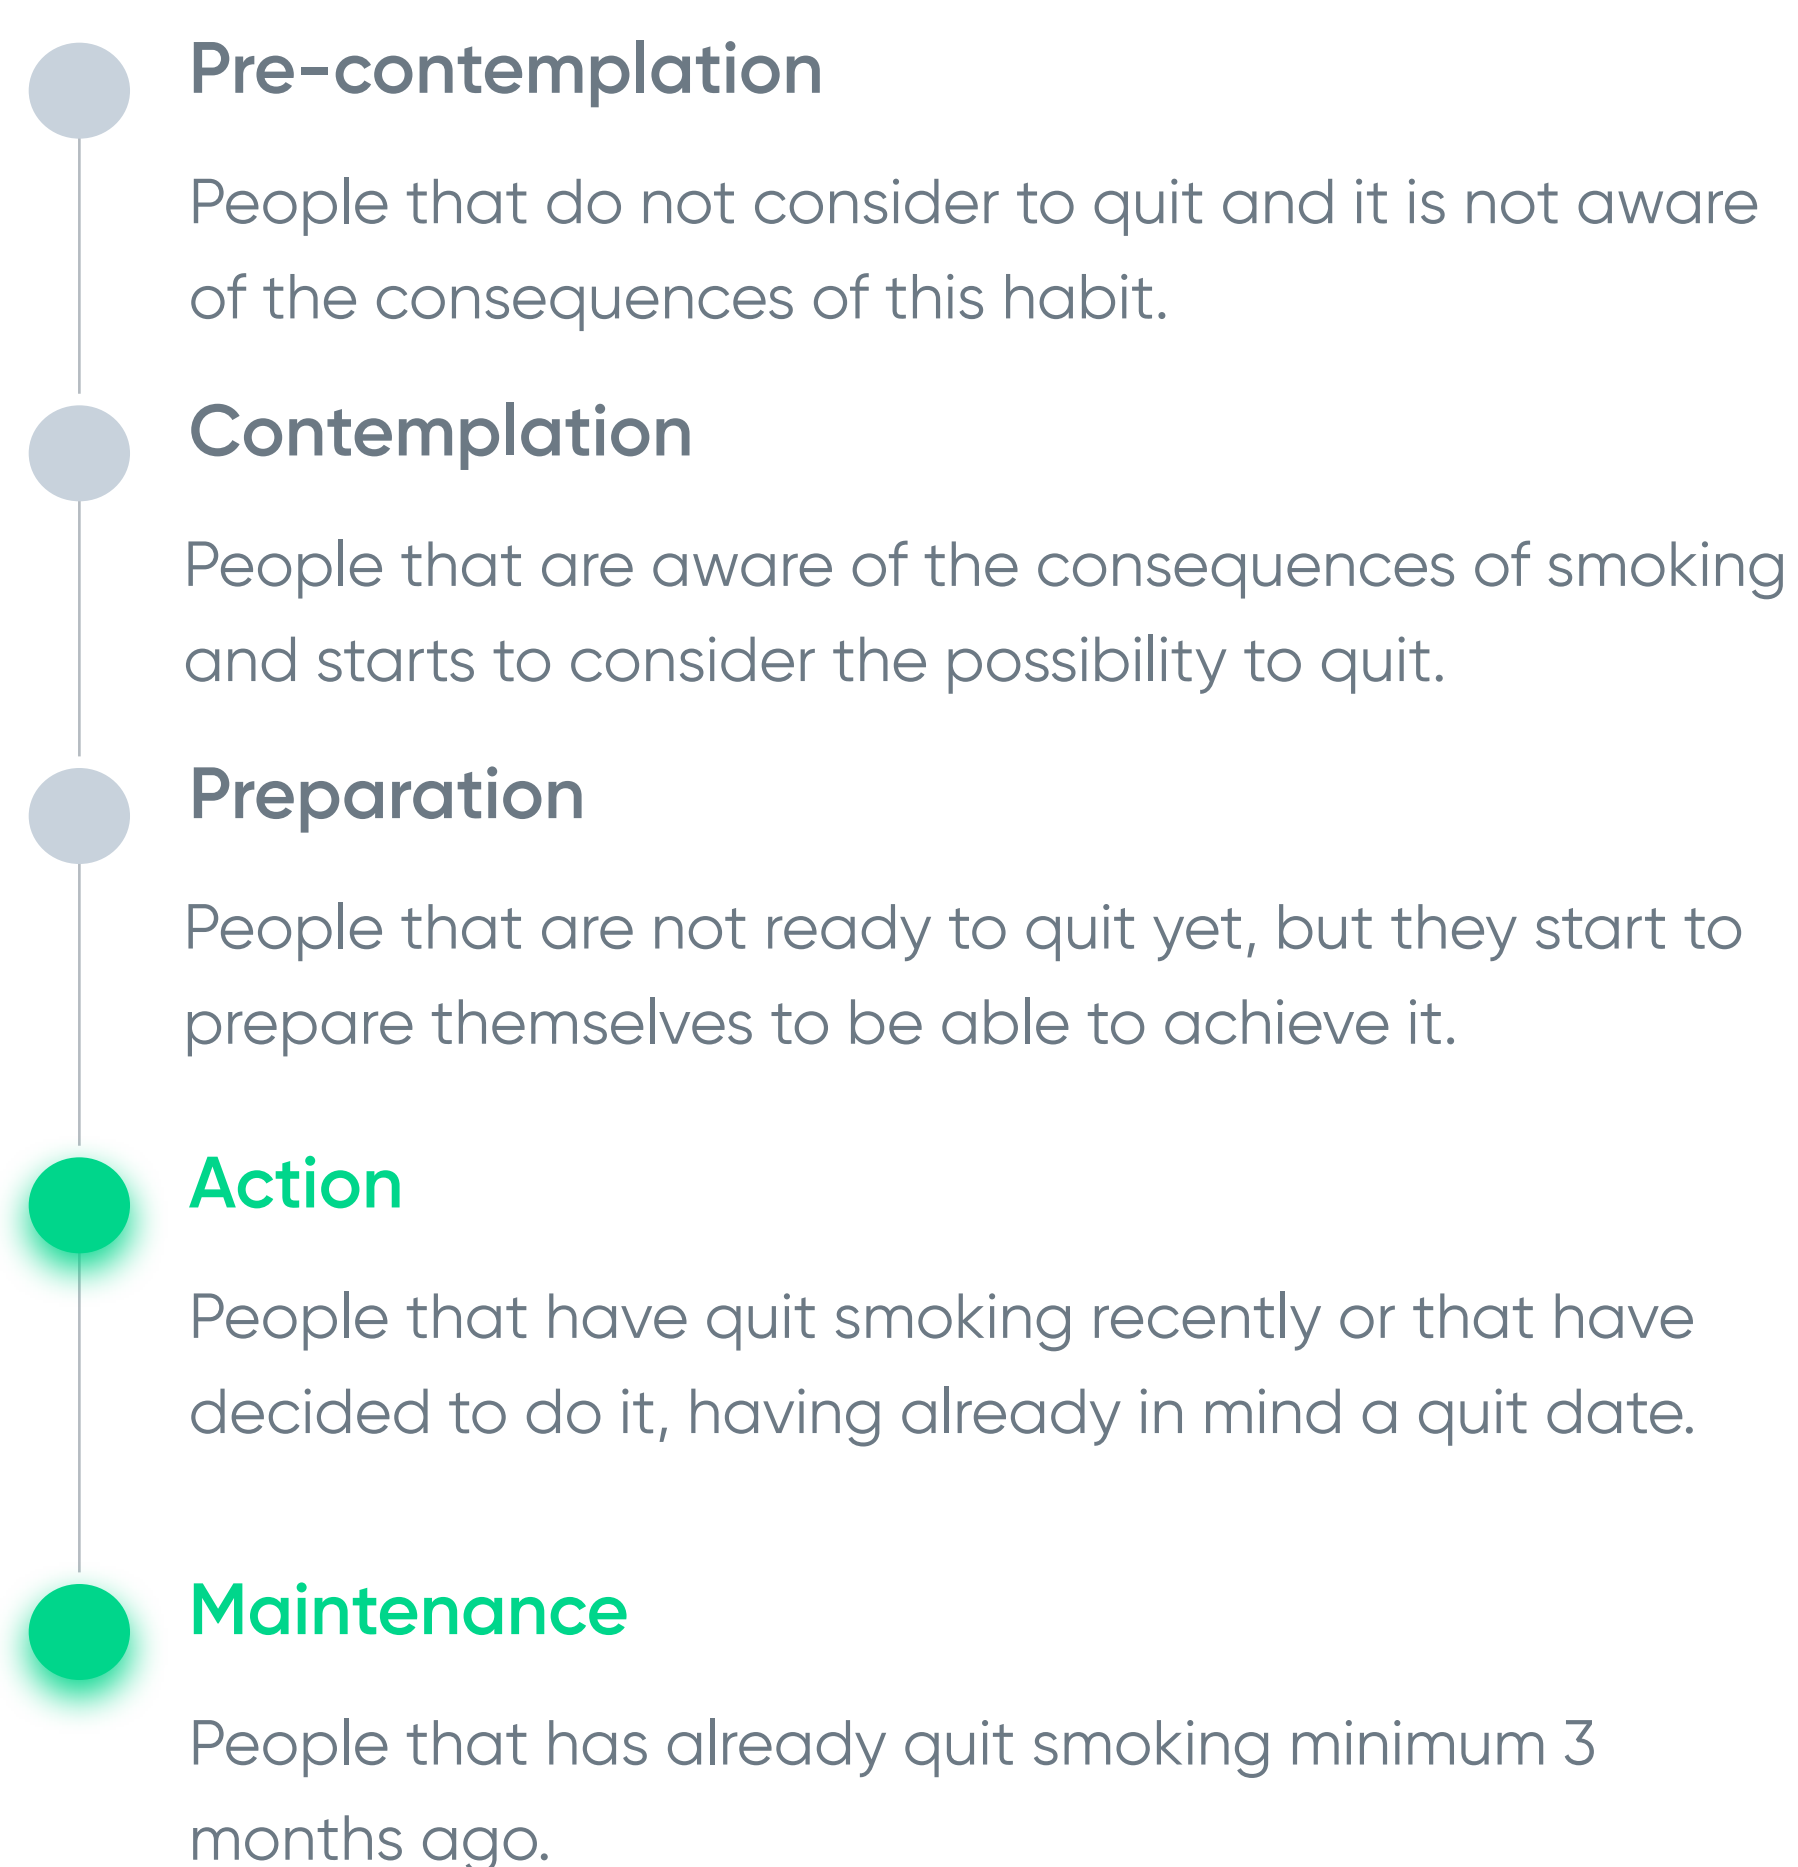 Pre-contemplation
People that do not consider to quit and it is not aware
of the consequences of this habit.
Contemplation
People that are aware of the consequences of smoking
and starts to consider the possibility to quit.
Preparation
People that are not ready to quit yet, but they start to
prepare themselves to be able to achieve it.
Action
People that have quit smoking recently or that have
decided to do it, having already in mind a quit date.
Maintenance
People that has already quit smoking minimum 3
months ago.